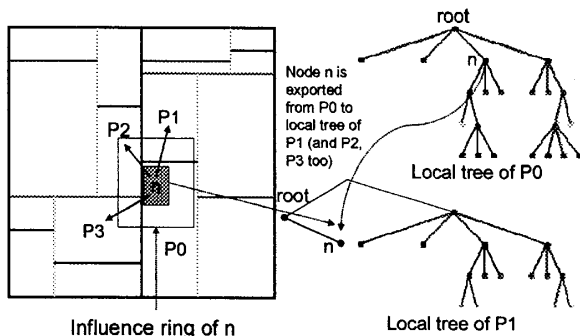 root
Node n is
exported
from P0 to
local tree of
P1 (and P2,
P3 too)
n
Local tree of P0
P2
P1
n
P3
P0
root
n
Influence ring of n
Local tree of P1